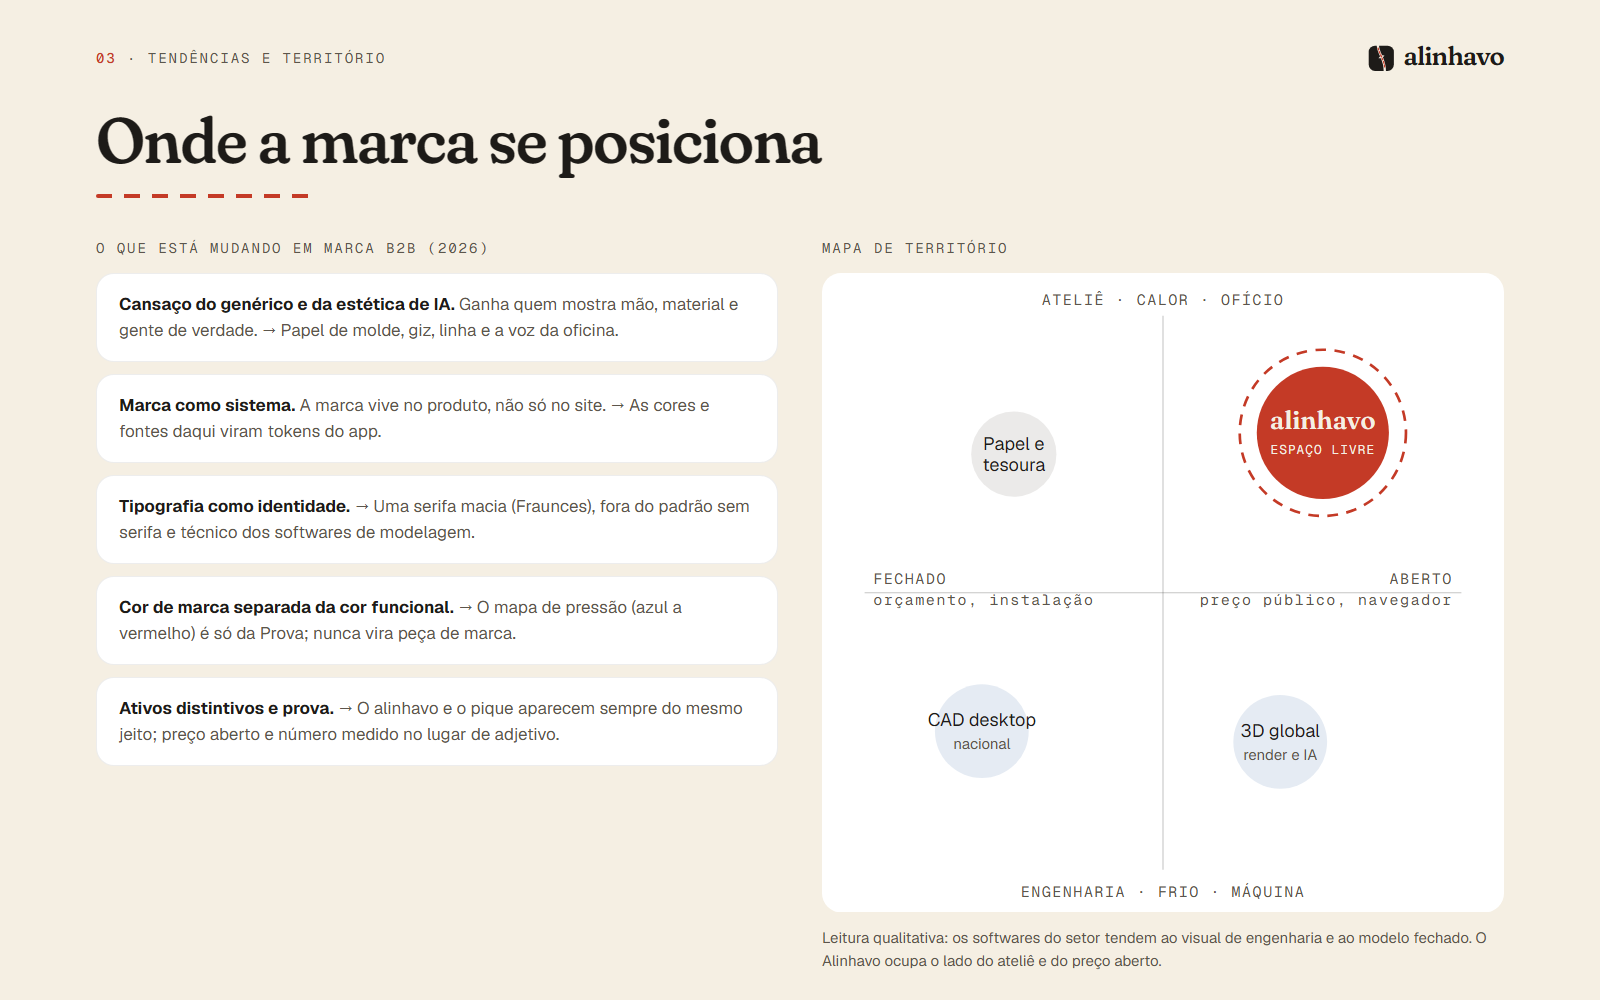 03 · TENDÊNCIAS E TERRITÓRIO
alinhavo
Onde a marca se posiciona
O QUE ESTÁ MUDANDO EM MARCA B2B (2026)
Cansaço do genérico e da estética de IA. Ganha quem mostra mão, material e
gente de verdade. → Papel de molde, giz, linha e a voz da oficina.
Marca como sistema. A marca vive no produto, não só no site. → As cores e
fontes daqui viram tokens do app.
Tipografia como identidade. → Uma serifa macia (Fraunces), fora do padrão sem
serifa e técnico dos softwares de modelagem.
Cor de marca separada da cor funcional. → O mapa de pressão (azul a
vermelho) é só da Prova; nunca vira peça de marca.
Ativos distintivos e prova. → O alinhavo e o pique aparecem sempre do mesmo
jeito; preço aberto e número medido no lugar de adjetivo.
MAPA DE TERRITÓRIO
ATELIÊ · CALOR · OFÍCIO
alinhavo
ESPAÇO LIVRE
Papel e
tesoura
FECHADO
orçamento, instalação
ABERTO
preço público, navegador
CAD desktop
nacional
3D global
render e IA
ENGENHARIA · FRIO · MÁQUINA
Leitura qualitativa: os softwares do setor tendem ao visual de engenharia e ao modelo fechado. O
Alinhavo ocupa o lado do ateliê e do preço aberto.